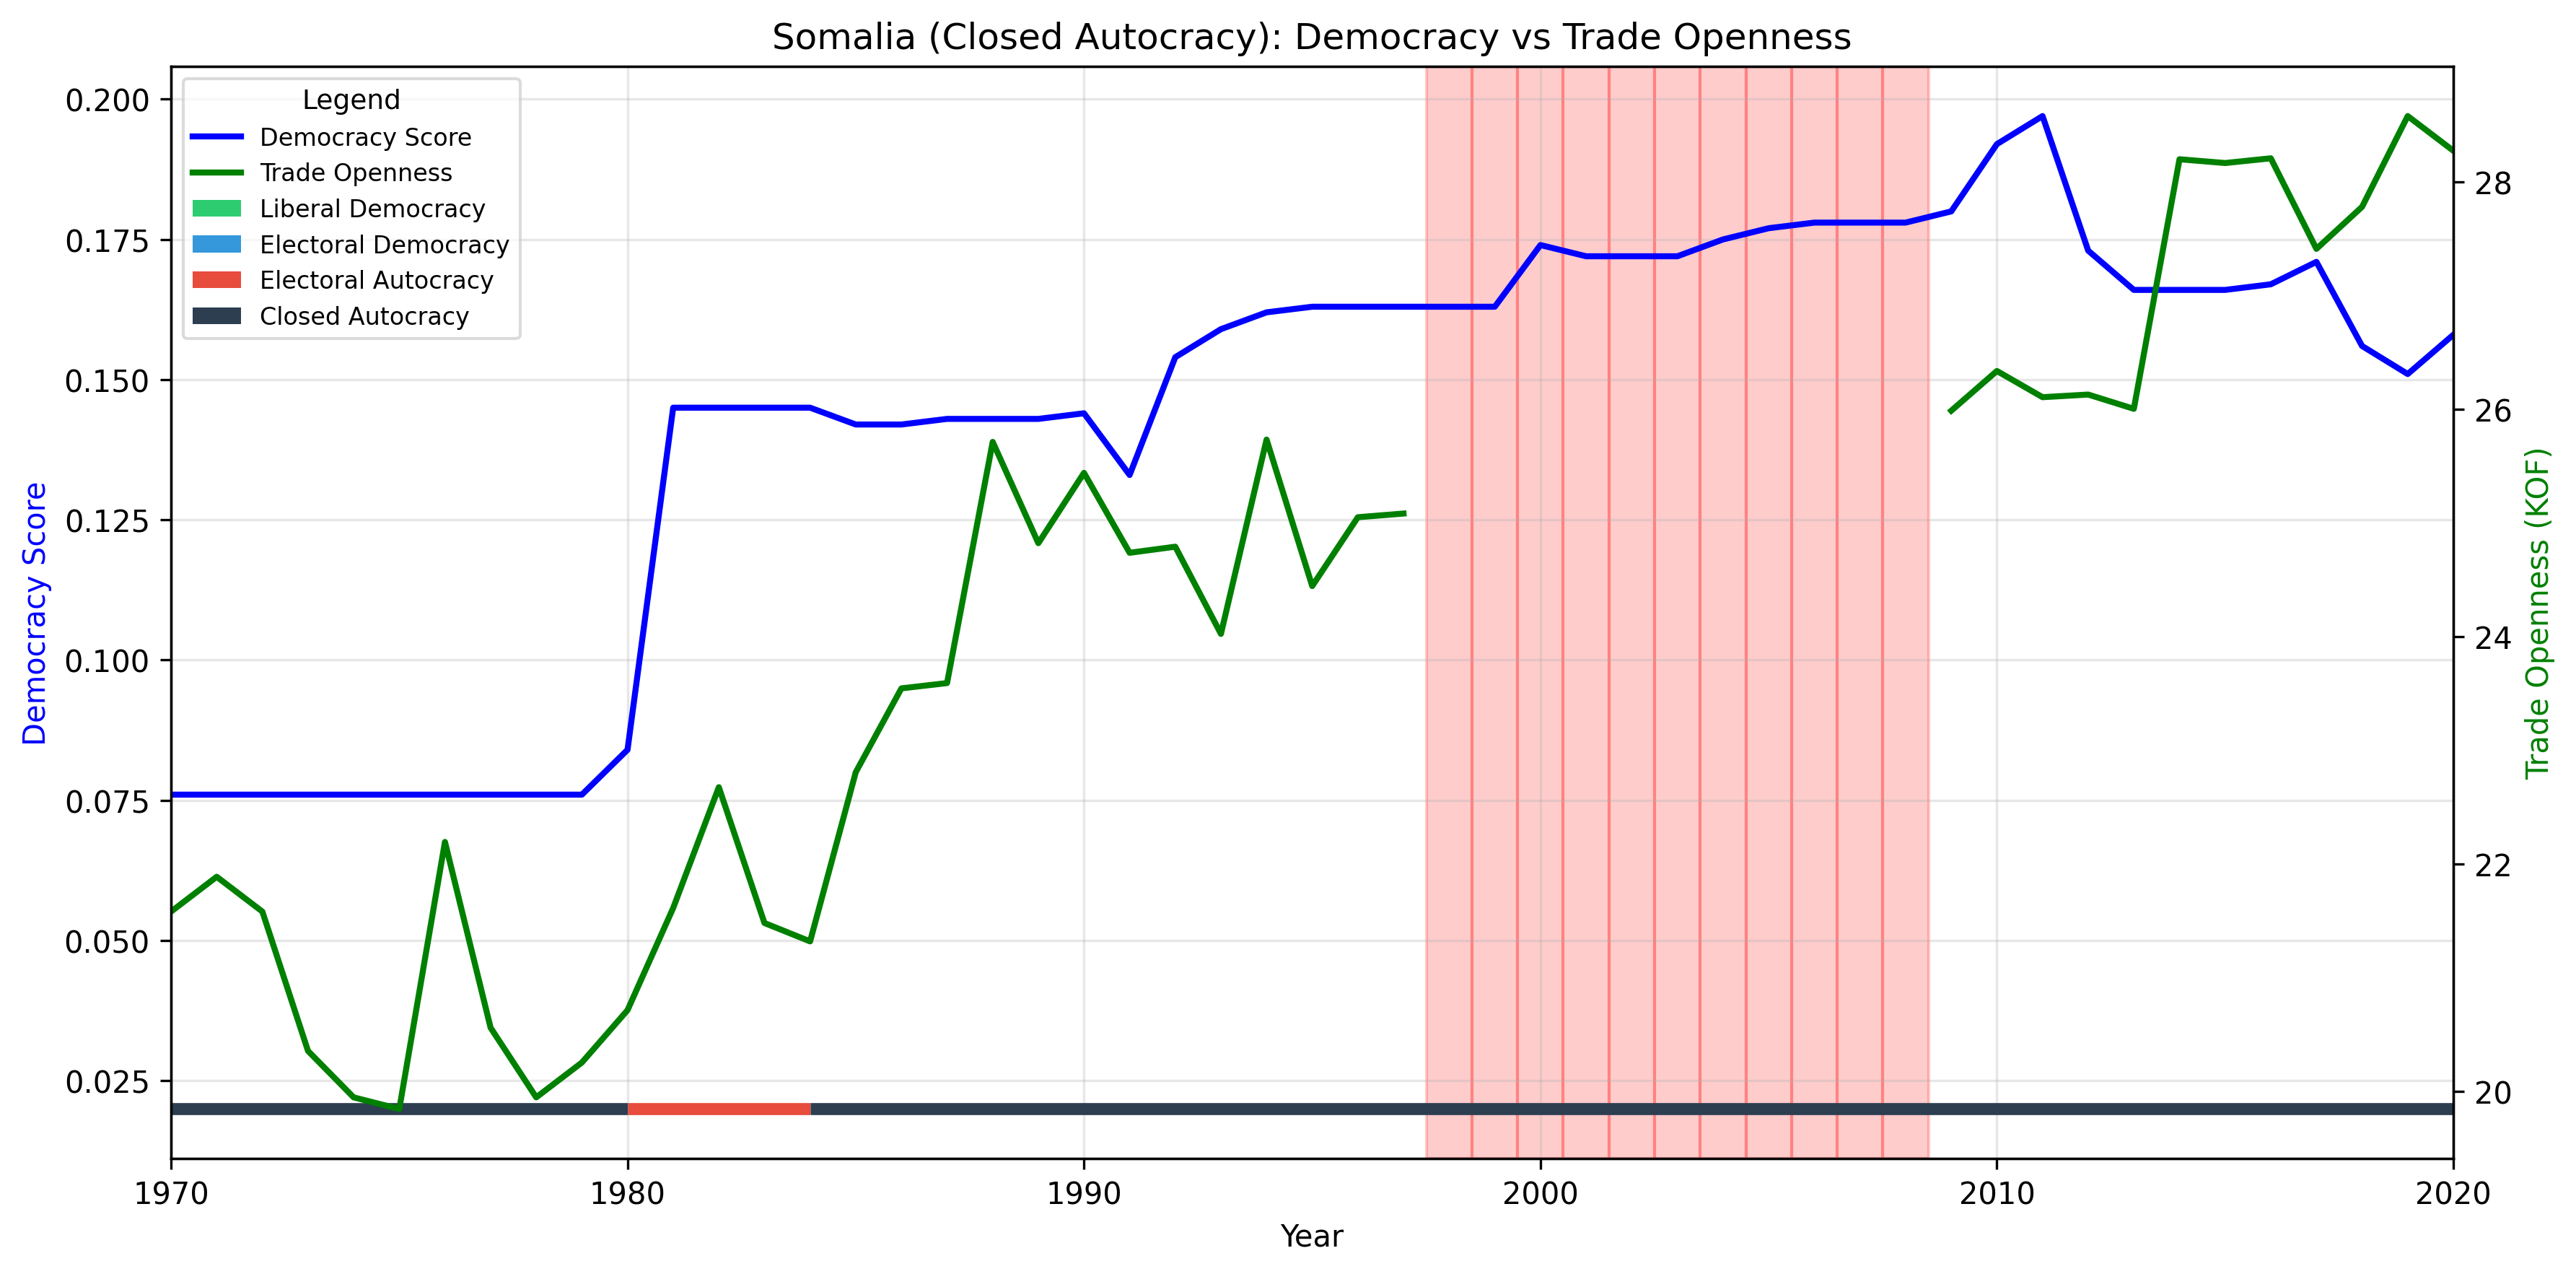 Somalia (Closed Autocracy): Democracy vs Trade Openness
Legend
Democracy Score
Trade Openness
Liberal Democracy
Electoral Democracy
Electoral Autocracy
Closed Autocracy
0.200
0.175
0.150
0.125
0.100
0.075
0.050
0.025
Democracy Score
28
26
24
22
20
Trade Openness (KOF)
1970 1980 1990 2000 2010 2020
Year